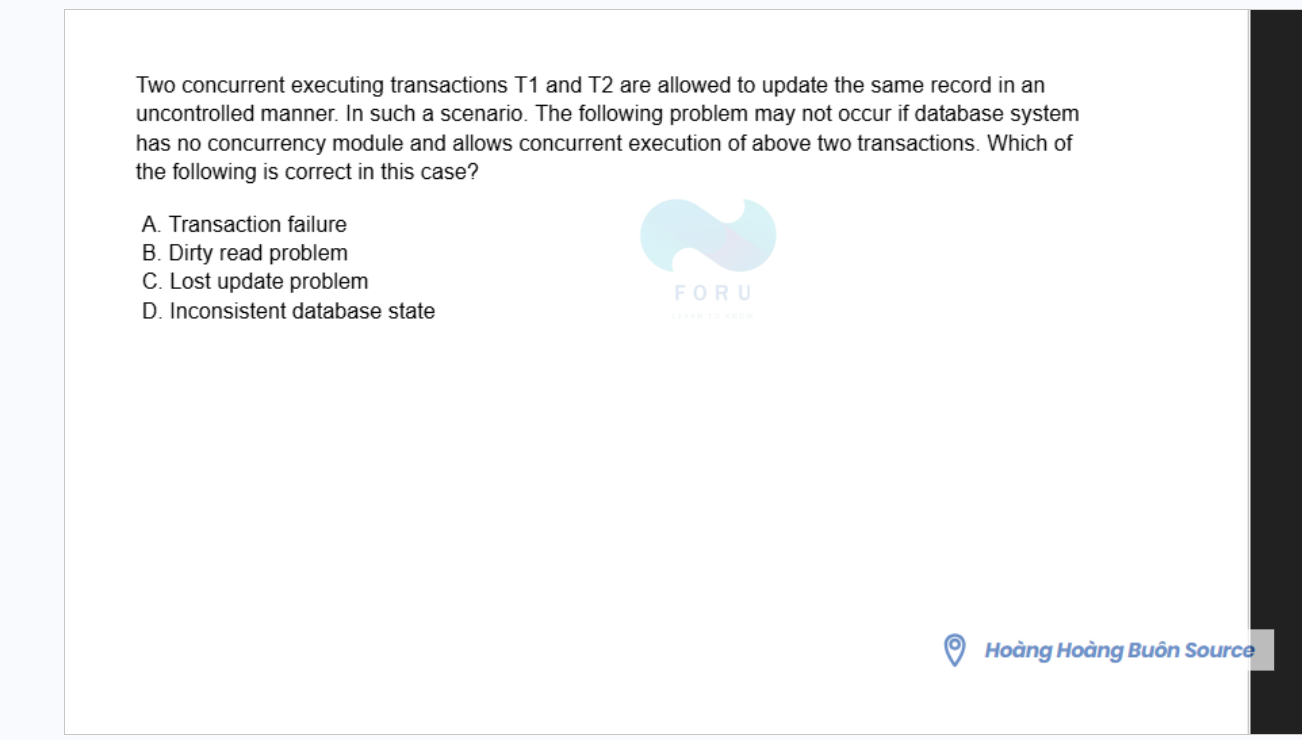 Two concurrent executing transactions T1 and T2 are allowed to update the same record in an
uncontrolled manner. In such a scenario. The following problem may not occur if database system
has no concurrency module and allows concurrent execution of above two transactions. Which of
the following is correct in this case?
A. Transaction failure
B. Dirty read problem
C. Lost update problem
D. Inconsistent database state
FORU
LEARN TO KNOW
Hoàng Hoàng Buôn Source